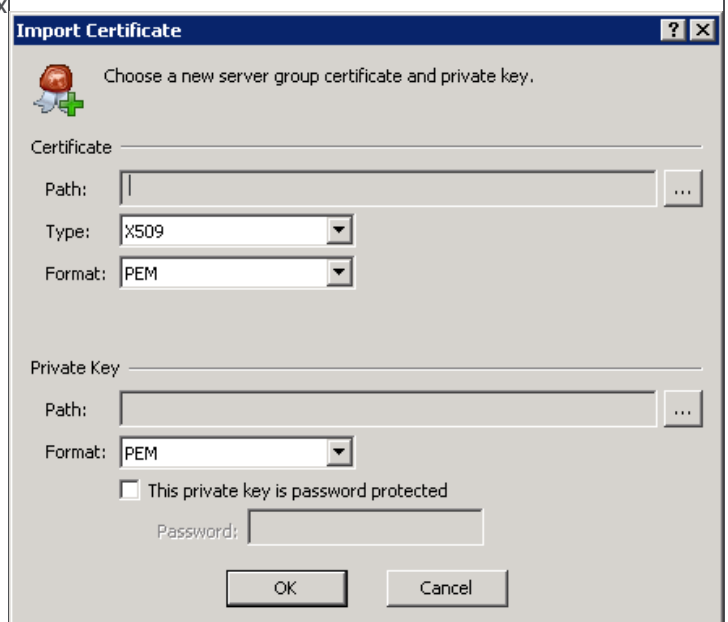 x
Import Certificate
Choose a new server group certificate and private key.
Certificate
Path:
...
Type: X509
Format: PEM
Private Key
Path:
...
Format: PEM
This private key is password protected
Password:
OK Cancel